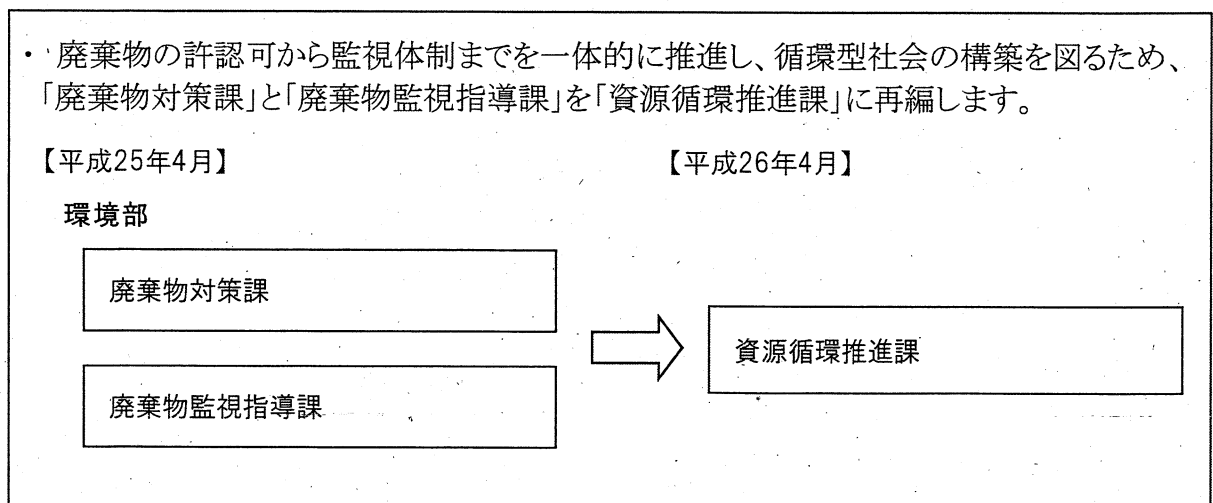 ・ 廃棄物の許認可から監視体制までを一体的に推進し、循環型社会の構築を図るため、
「廃棄物対策課」と「廃棄物監視指導課」を「資源循環推進課」に再編します。
【平成25年4月】 【平成26年4月】
環境部
廃棄物対策課
資源循環推進課
廃棄物監視指導課